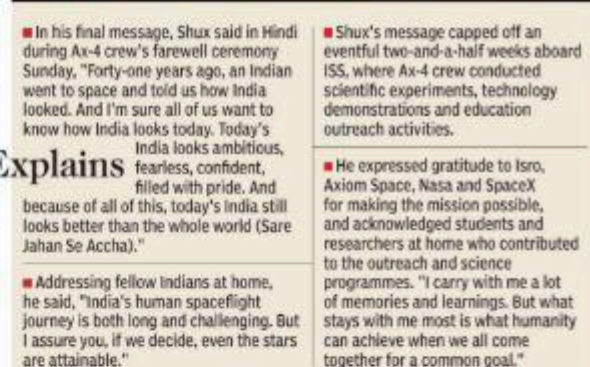 ■ In his final message, Shux said in Hindi
during Ax-4 crew's farewell ceremony
Sunday, "Forty-one years ago, an Indian
went to space and told us how India
looked. And I'm sure all of us want to
know how India looks today. Today's
India looks ambitious,
Explains
fearless, confident,
filled with pride. And
because of all of this, today's India still
looks better than the whole world (Sare
Jahan Se Accha)."
■ Addressing fellow Indians at home,
he said, "India's human spaceflight
journey is both long and challenging. But
I assure you, if we decide, even the stars
are attainable."
■ Shux's message capped off an
eventful two-and-a-half weeks aboard
ISS, where Ax-4 crew conducted
scientific experiments, technology
demonstrations and education
outreach activities.
■ He expressed gratitude to Isro,
Axiom Space, Nasa and SpaceX
for making the mission possible,
and acknowledged students and
researchers at home who contributed
to the outreach and science
programmes. "I carry with me a lot
of memories and learnings. But what
stays with me most is what humanity
can achieve when we all come
together for a common goal."